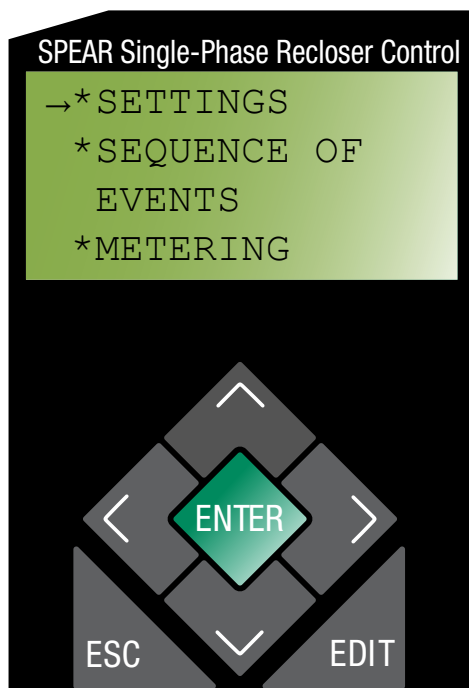 SPEAR Single-Phase Recloser Control
→*SETTINGS
*SEQUENCE OF
EVENTS
*METERING
ENTER
ESC
EDIT